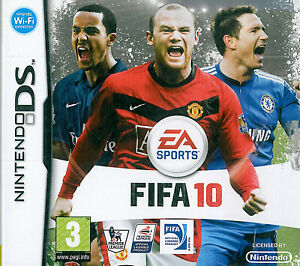 Nintendo
Wi-Fi
CONNECTION
NINTENDO DS
EA
SPORTS
FIFA 10
3
www.pegi.info
LICENSED BY
Nintendo